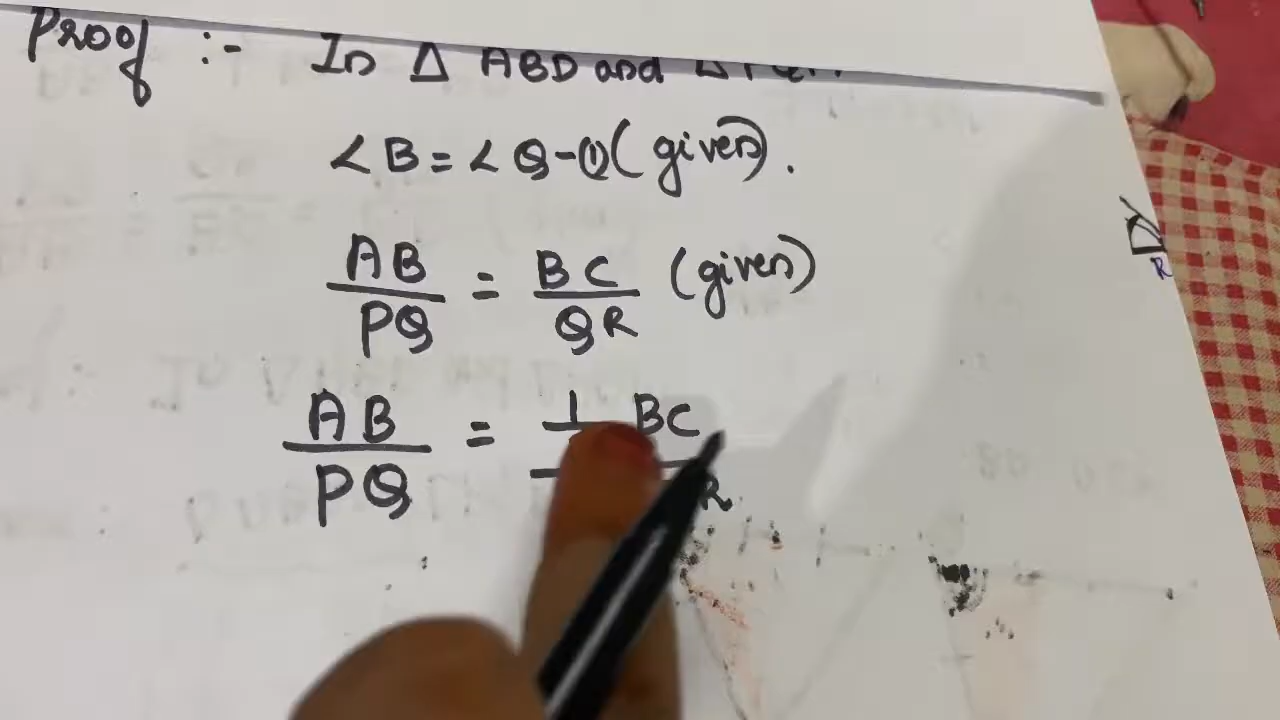 Proof :- In Δ ABD and Δ
∠B = ∠Q - ① (given).
AB/PQ = BC/QR (given)
AB/PQ = 1 BC / R
R